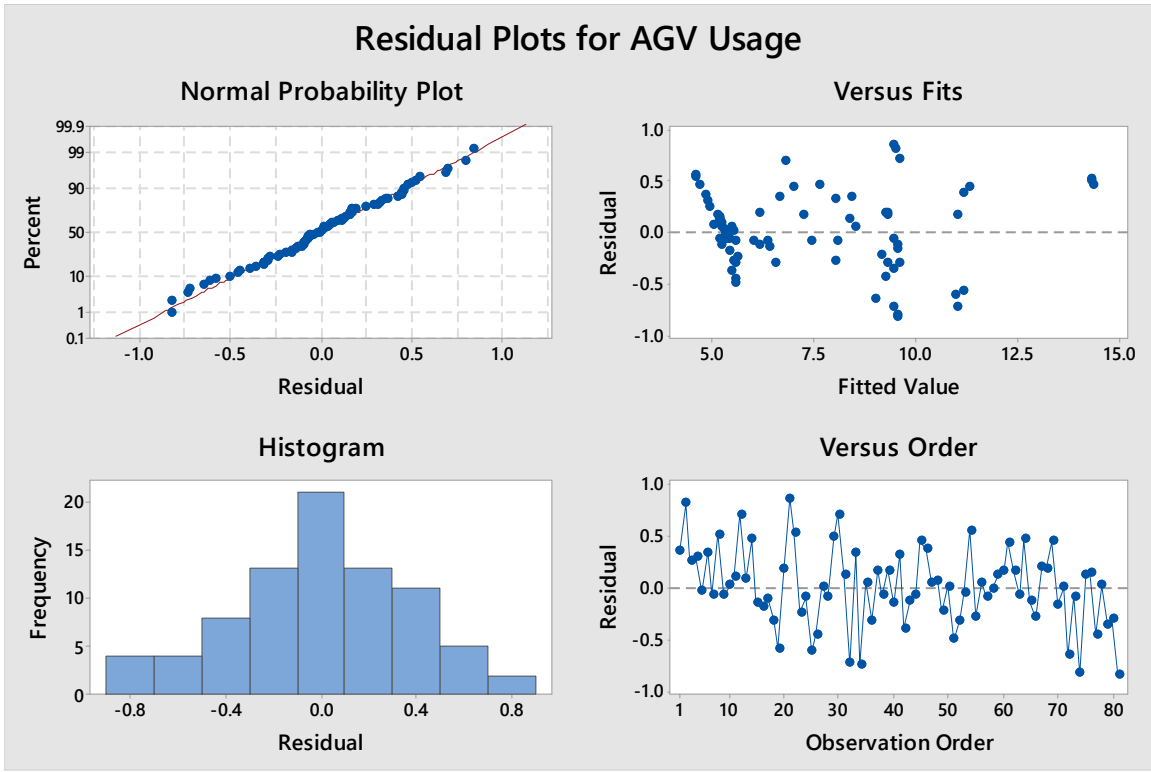 Residual Plots for AGV Usage
Normal Probability Plot
99.9
99
90
50
10
1
0.1
Percent
-1.0 -0.5 0.0 0.5 1.0
Residual
Versus Fits
1.0
0.5
0.0
-0.5
-1.0
Residual
5.0 7.5 10.0 12.5 15.0
Fitted Value
Histogram
20
15
10
5
0
Frequency
-0.8 -0.4 0.0 0.4 0.8
Residual
Versus Order
1.0
0.5
0.0
-0.5
-1.0
Residual
1 10 20 30 40 50 60 70 80
Observation Order